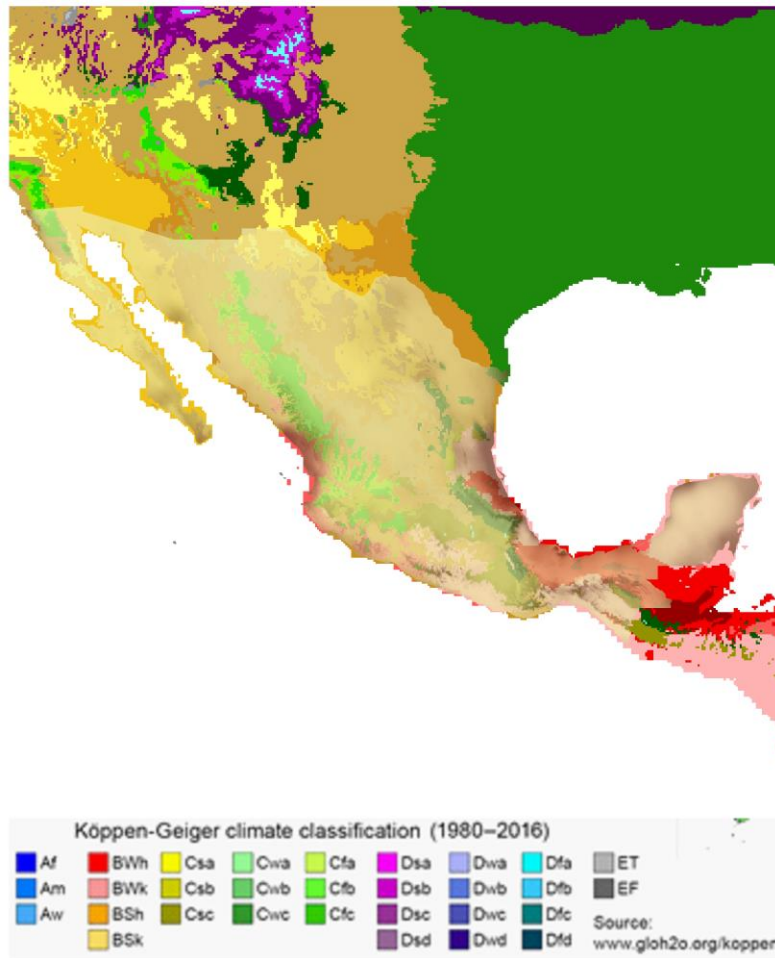 Köppen-Geiger climate classification (1980–2016)
Af BWh Csa Cwa Cfa Dsa Dwa Dfa ET
Am BWk Csb Cwb Cfb Dsb Dwb Dfb EF
Aw BSh Csc Cwc Cfc Dsc Dwc Dfc Source:
BSk Dsd Dwd Dfd www.gloh2o.org/koppen